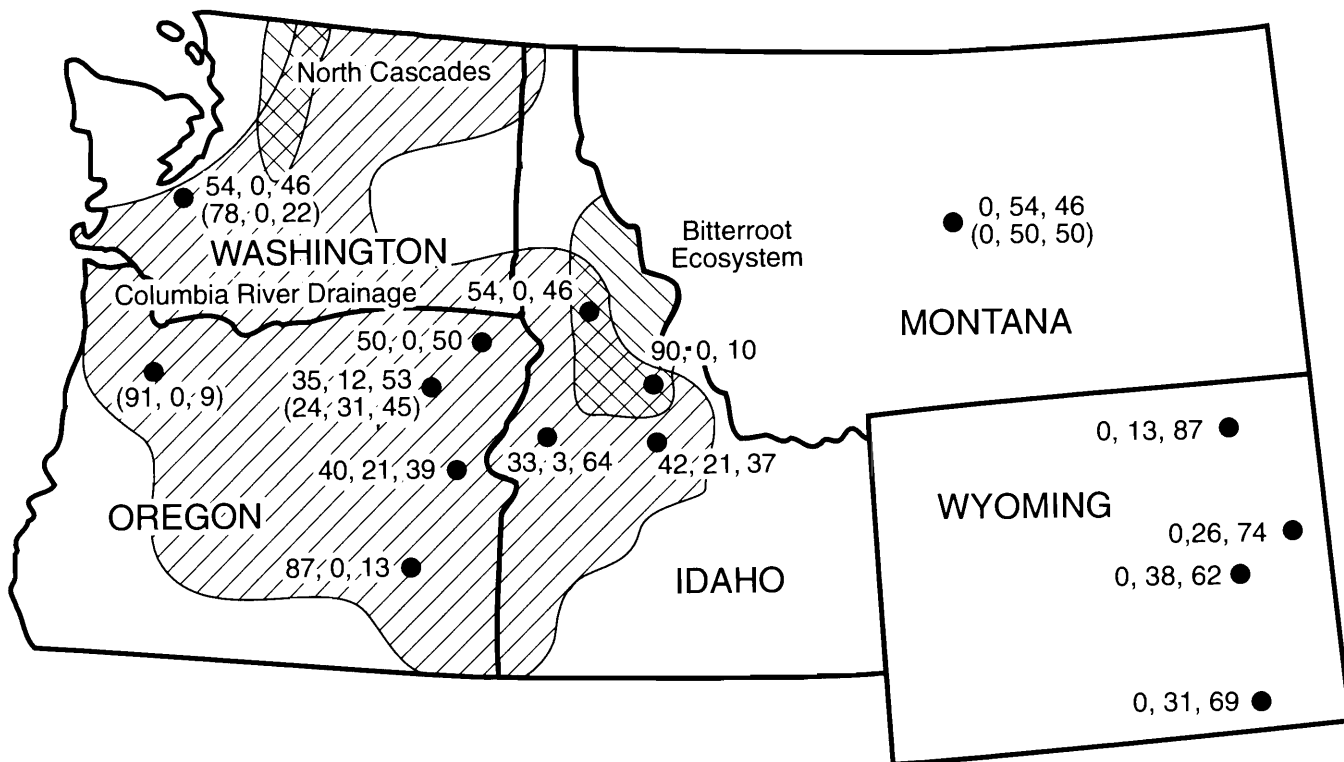 North Cascades
54, 0, 46
(78, 0, 22)
WASHINGTON
Columbia River Drainage
Bitterroot
Ecosystem
0, 54, 46
(0, 50, 50)
MONTANA
54, 0, 46
50, 0, 50
90, 0, 10
(91, 0, 9)
35, 12, 53
(24, 31, 45)
40, 21, 39
33, 3, 64
42, 21, 37
OREGON
87, 0, 13
IDAHO
0, 13, 87
WYOMING
0,26, 74
0, 38, 62
0, 31, 69